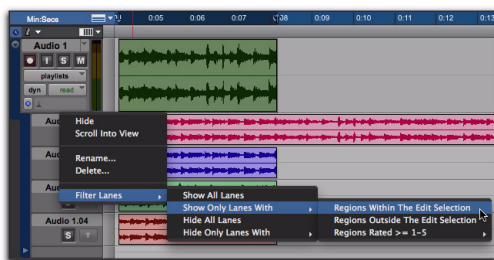 Min:Secs 0:05 0:06 0:07 0:08 0:09 0:10 0:11 0:12 0:13
Audio 1
I S M
playlists
dyn read
Hide
Scroll Into View
Rename...
Delete...
Filter Lanes
Show All Lanes
Show Only Lanes With
Hide All Lanes
Hide Only Lanes With
Regions Within The Edit Selection
Regions Outside The Edit Selection
Regions Rated >= 1–5
Audio 1.04
S